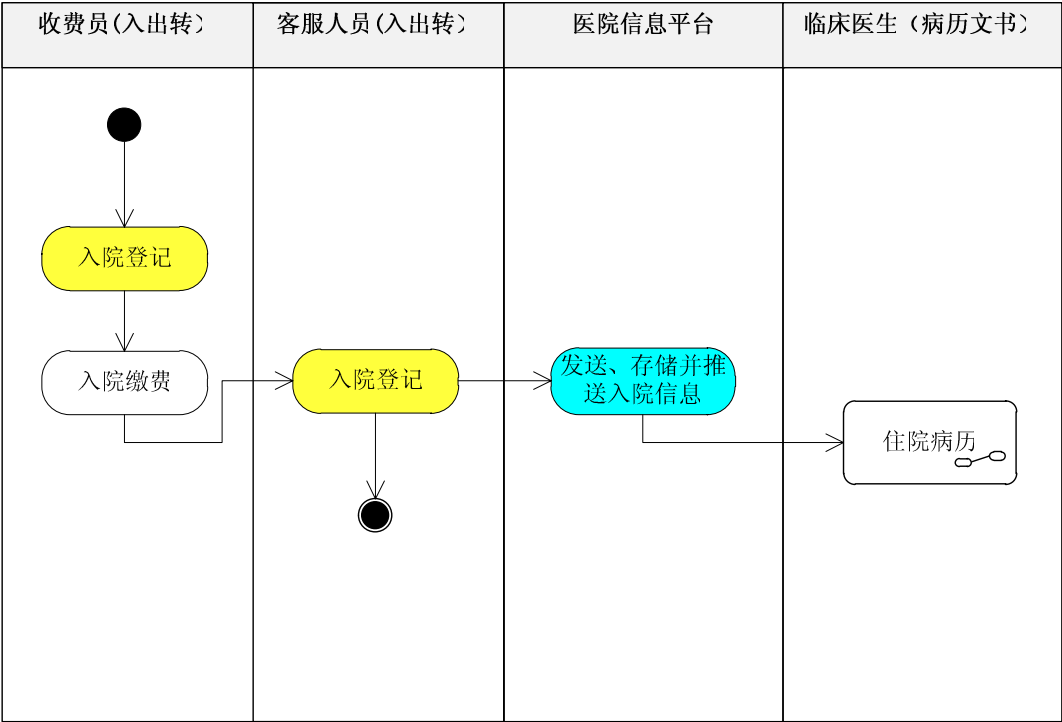 收费员(入出转）
客服人员(入出转）
医院信息平台
临床医生（病历文书）
入院登记
入院缴费
入院登记
发送、存储并推
送入院信息
住院病历